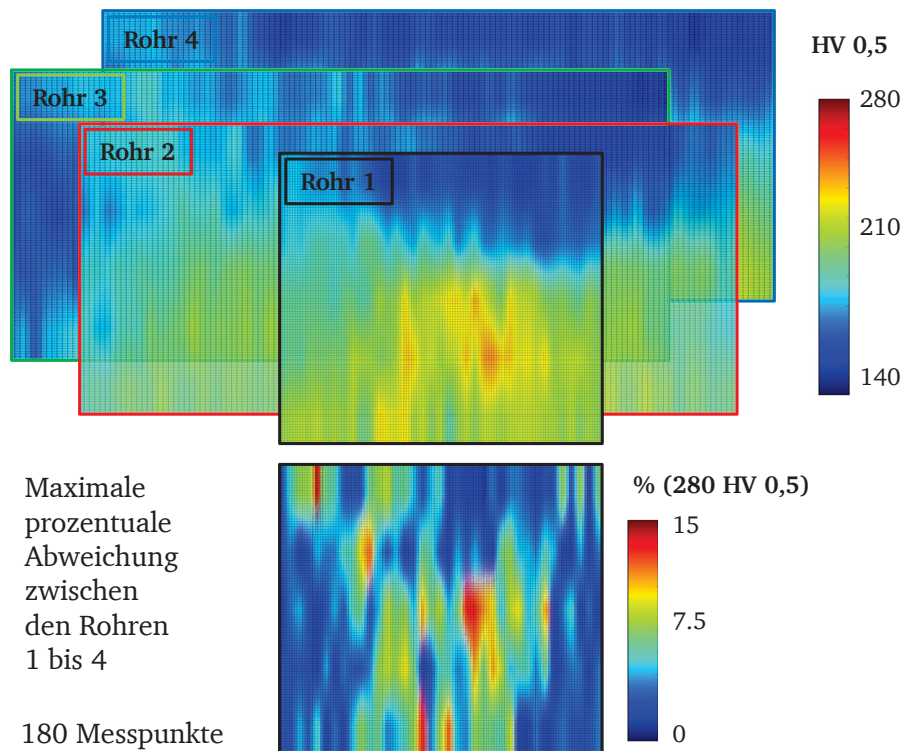 Rohr 4
HV 0,5
Rohr 3
280
Rohr 2
Rohr 1
210
140
Maximale
prozentuale
Abweichung
zwischen
den Rohren
1 bis 4
180 Messpunkte
% (280 HV 0,5)
15
7.5
0